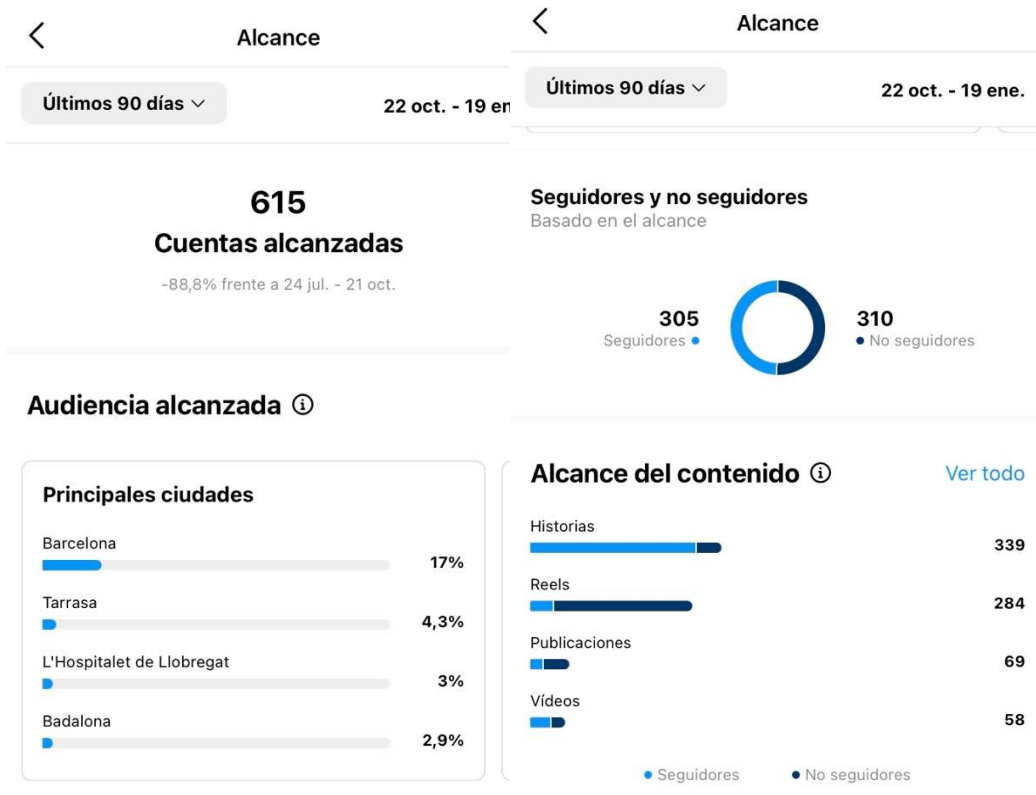 Alcance
Últimos 90 días
22 oct. - 19 en
615
Cuentas alcanzadas
-88,8% frente a 24 jul. - 21 oct.
Audiencia alcanzada
Principales ciudades
Barcelona
17%
Tarrasa
4,3%
L'Hospitalet de Llobregat
3%
Badalona
2,9%
Alcance
Últimos 90 días
22 oct. - 19 ene.
Seguidores y no seguidores
Basado en el alcance
305
Seguidores
310
No seguidores
Alcance del contenido
Ver todo
Historias
339
Reels
284
Publicaciones
69
Vídeos
58
Seguidores
No seguidores